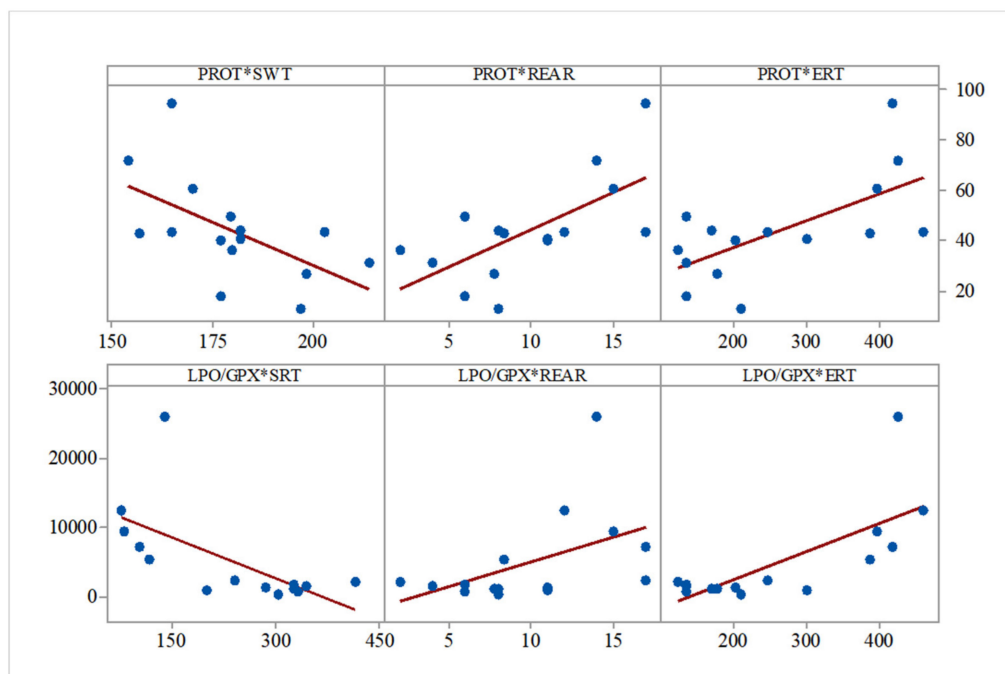 PROT*SWT PROT*REAR PROT*ERT
100
80
60
40
20
150 175 200 5 10 15 200 300 400
LPO/GPX*SRT LPO/GPX*REAR LPO/GPX*ERT
30000
20000
10000
0
150 300 450 5 10 15 200 300 400